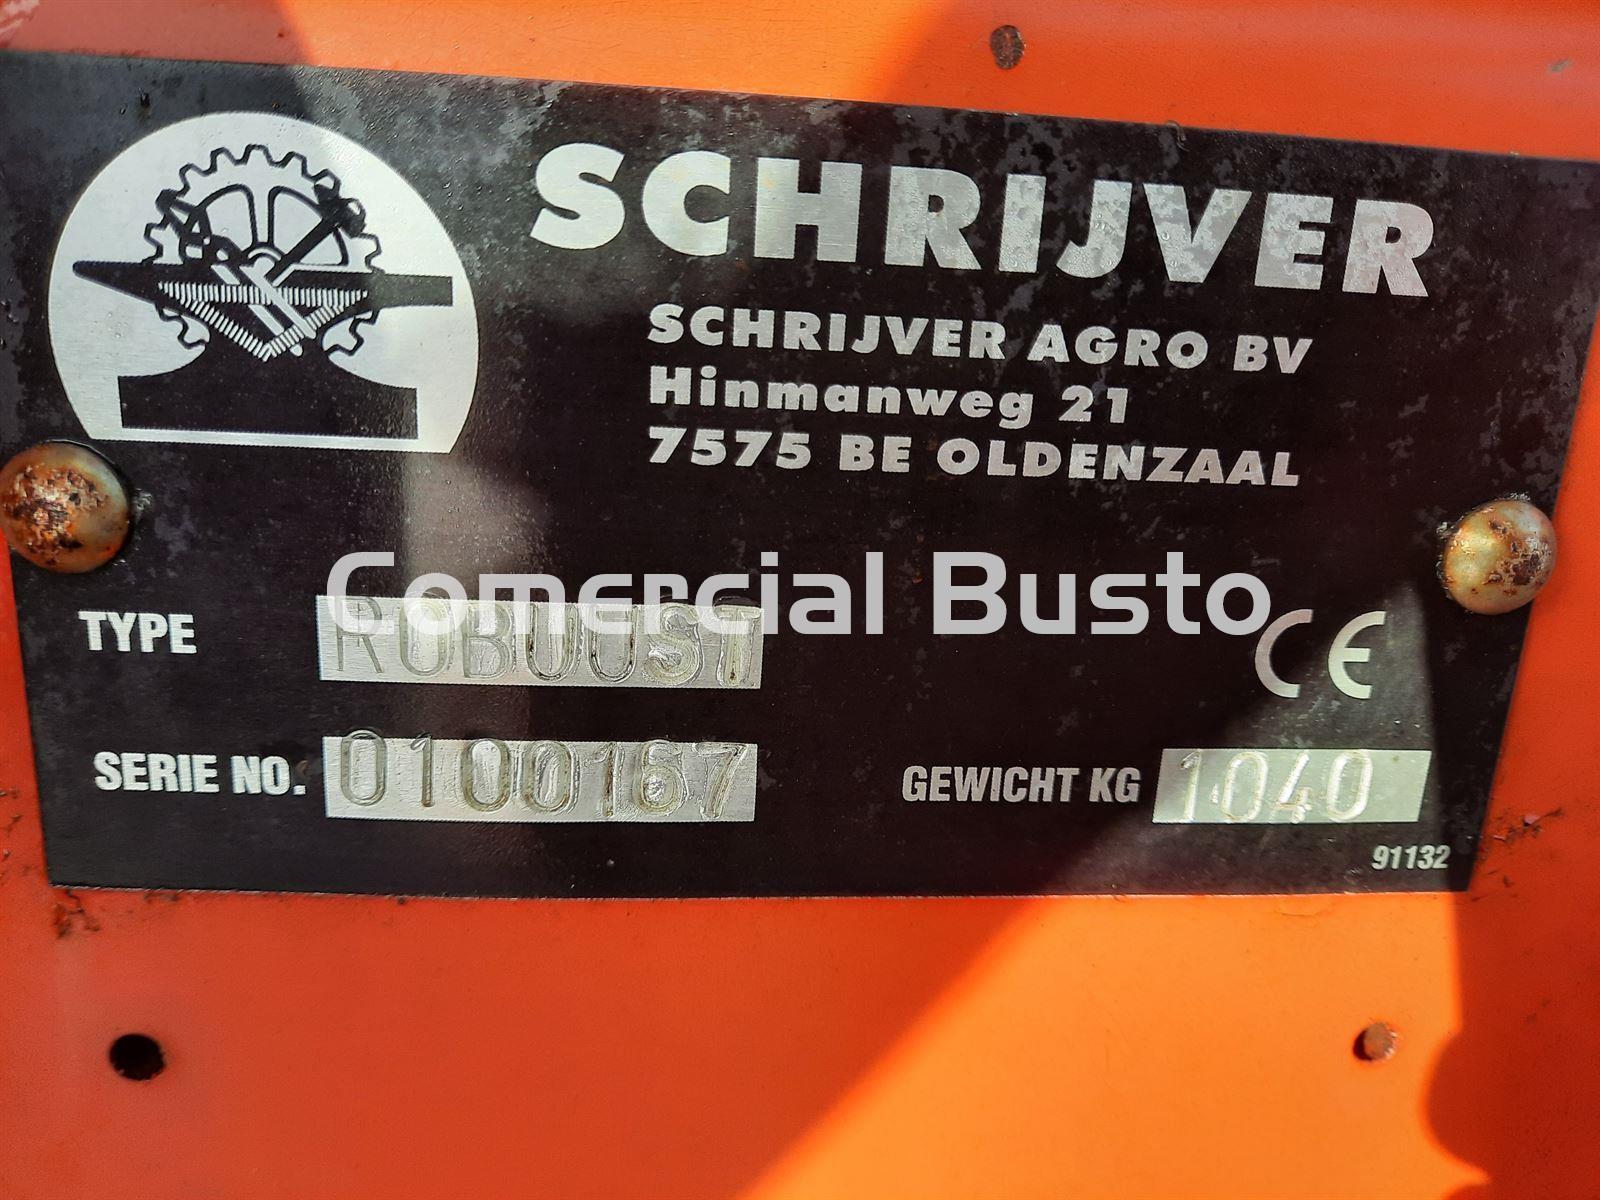 SCHRIJVER
SCHRIJVER AGRO BV
Hinmanweg 21
7575 BE OLDENZAAL
Comercial Busto
TYPE ROBUUST
CE
SERIE NO. 0100167 GEWICHT KG 1040
91132